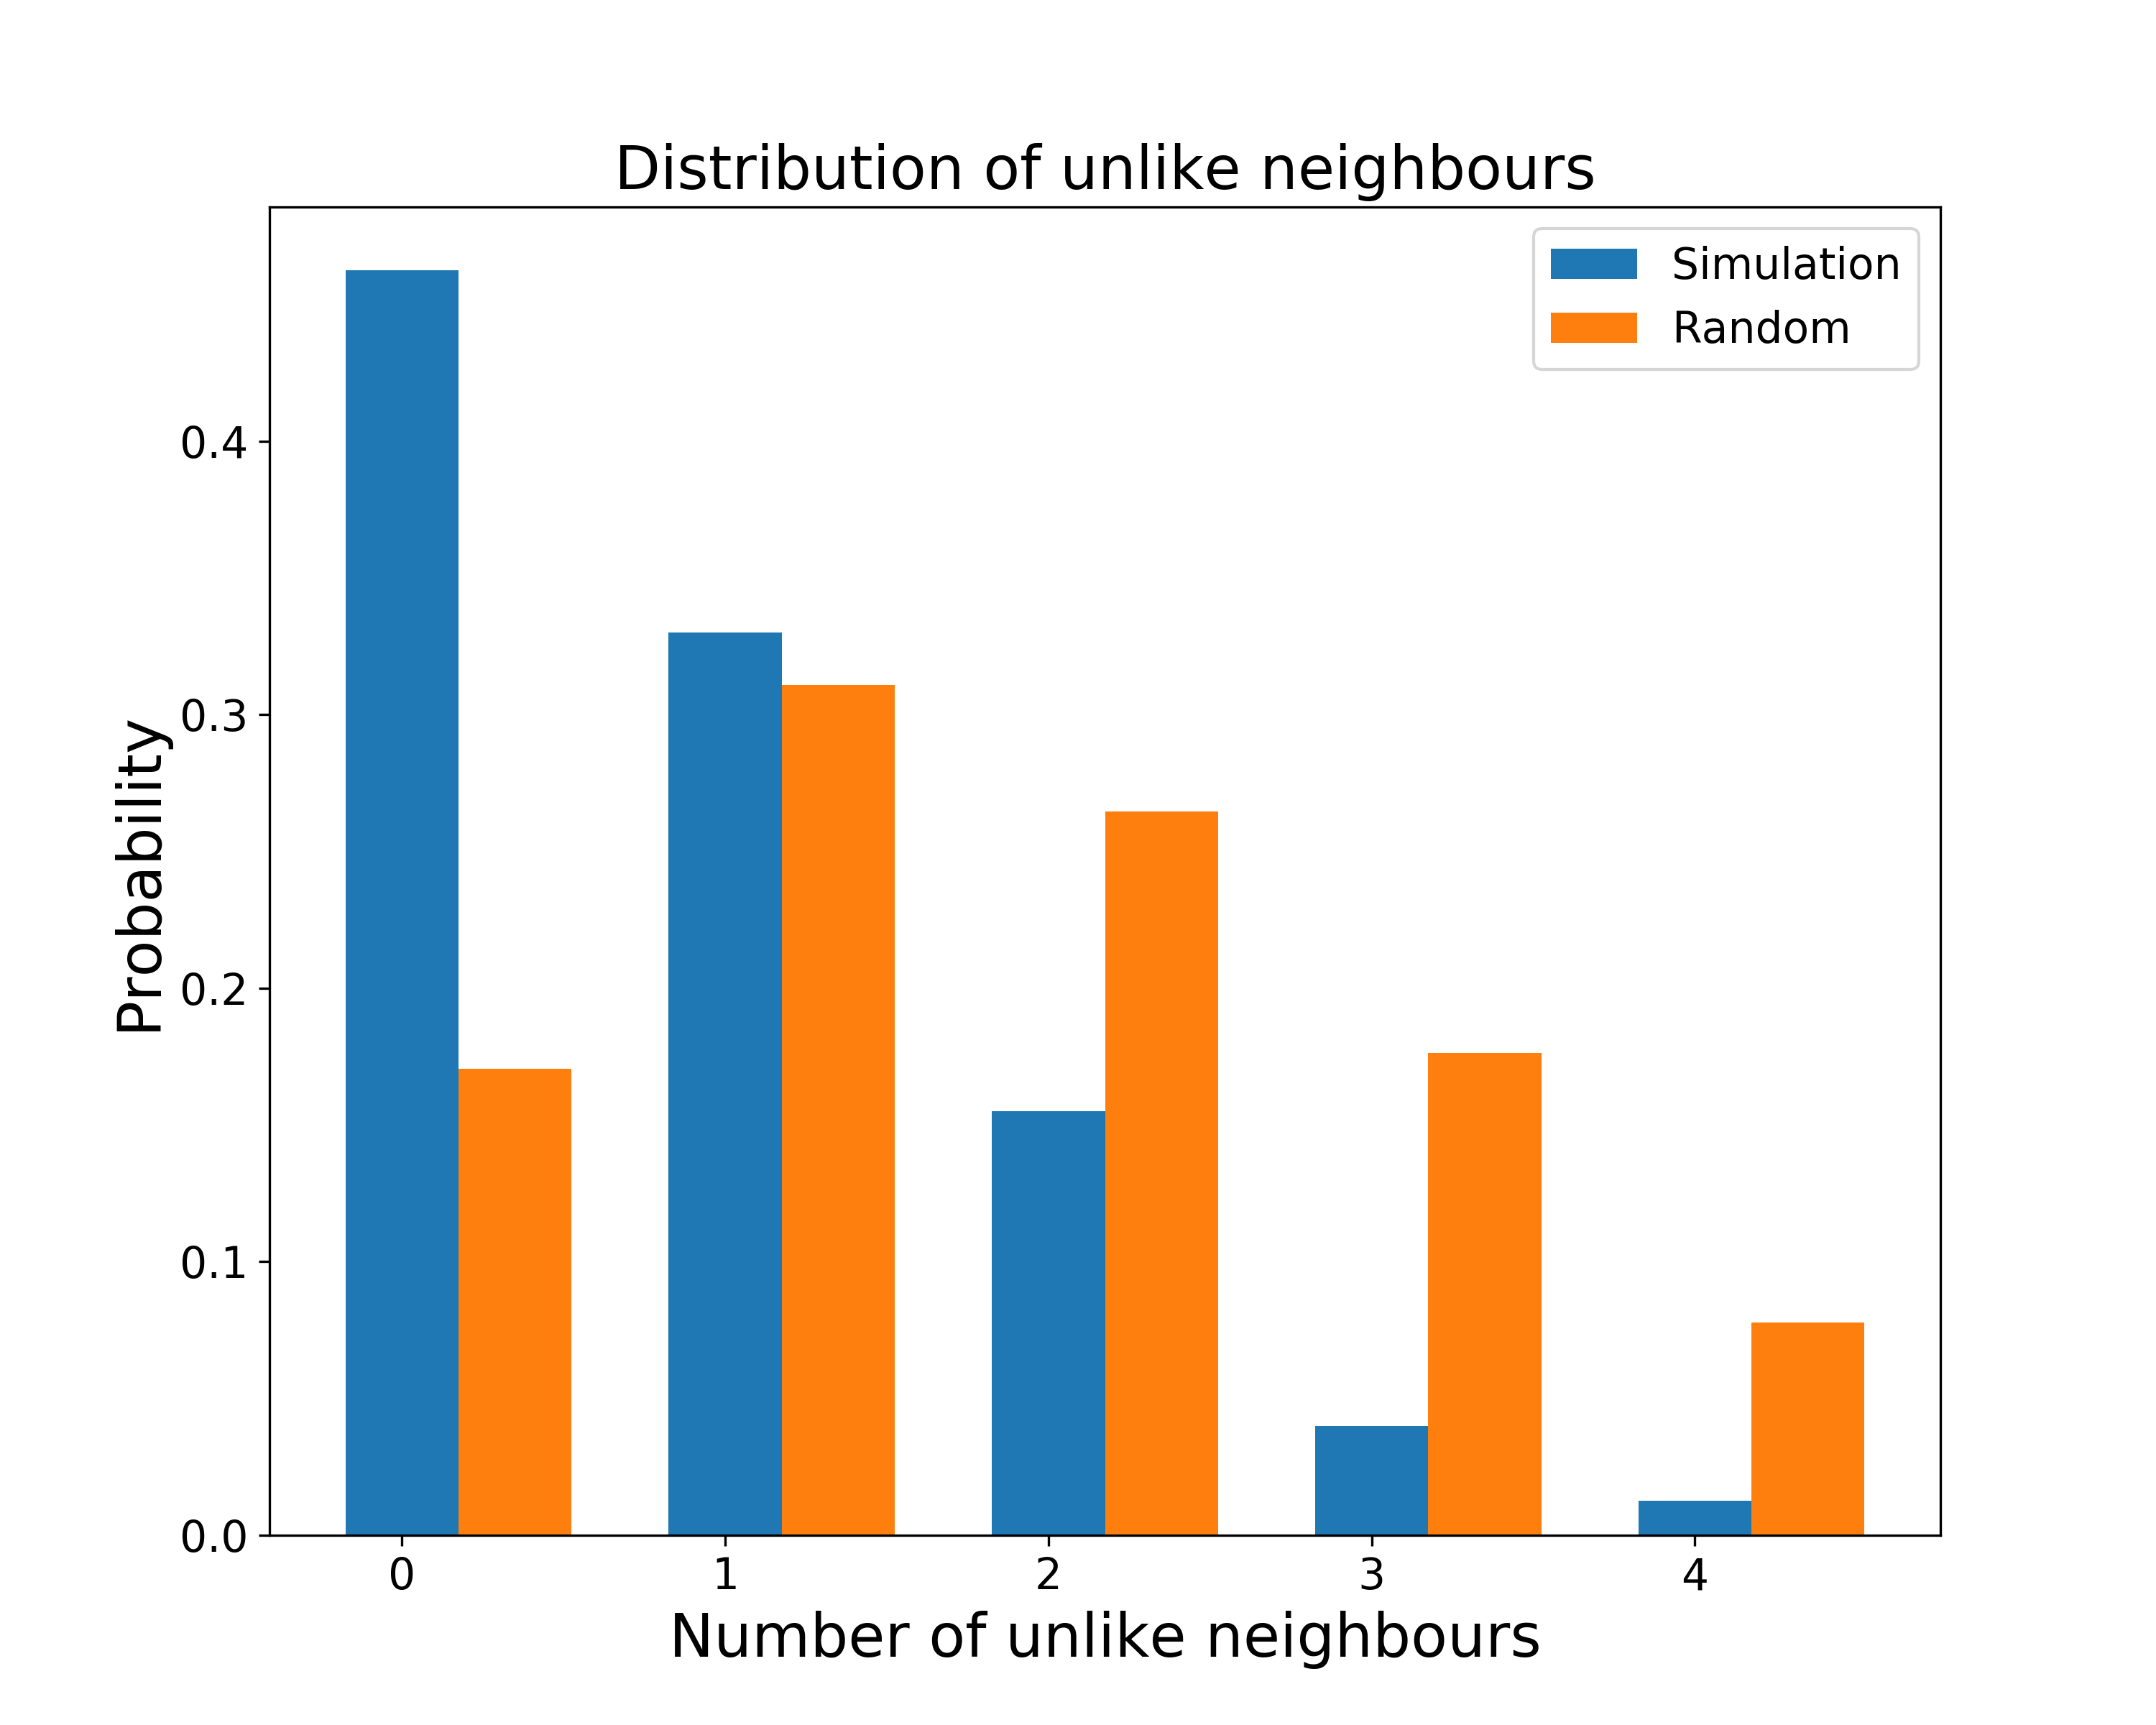 Distribution of unlike neighbours
Simulation
Random
0.4
0.3
0.2
0.1
0.0
Probability
0 1 2 3 4
Number of unlike neighbours